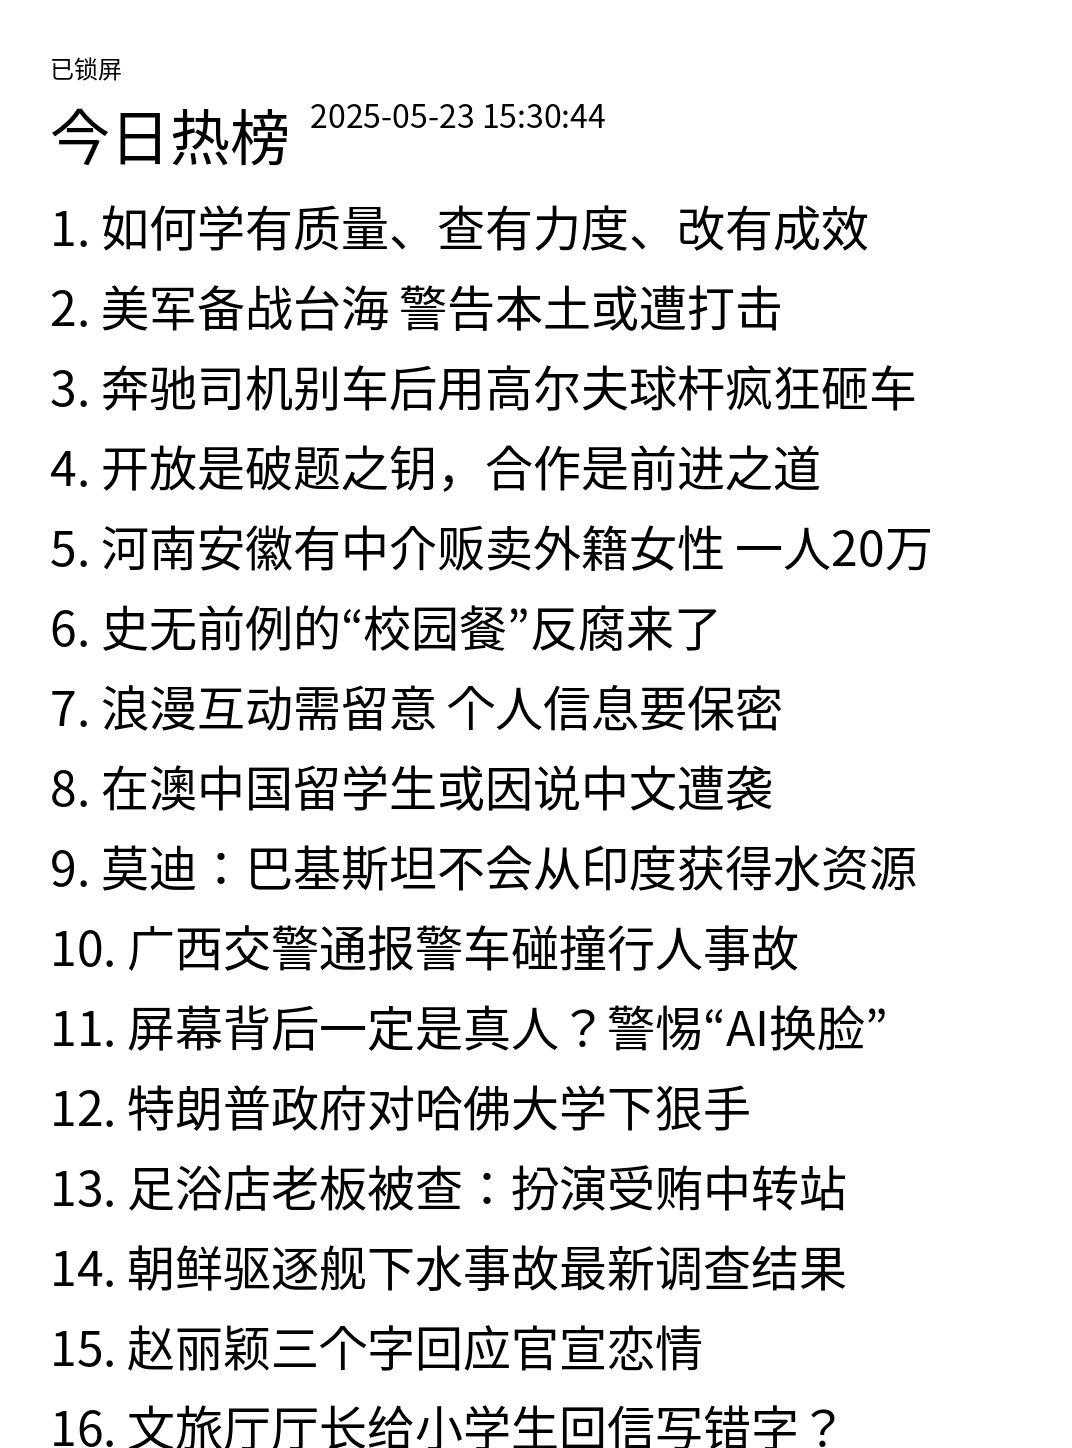 已锁屏
今日热榜 2025-05-23 15:30:44
1. 如何学有质量、查有力度、改有成效
2. 美军备战台海 警告本土或遭打击
3. 奔驰司机别车后用高尔夫球杆疯狂砸车
4. 开放是破题之钥，合作是前进之道
5. 河南安徽有中介贩卖外籍女性 一人20万
6. 史无前例的“校园餐”反腐来了
7. 浪漫互动需留意 个人信息要保密
8. 在澳中国留学生或因说中文遭袭
9. 莫迪：巴基斯坦不会从印度获得水资源
10. 广西交警通报警车碰撞行人事故
11. 屏幕背后一定是真人？警惕“AI换脸”
12. 特朗普政府对哈佛大学下狠手
13. 足浴店老板被查：扮演受贿中转站
14. 朝鲜驱逐舰下水事故最新调查结果
15. 赵丽颖三个字回应官宣恋情
16. 文旅厅厅长给小学生回信写错字？